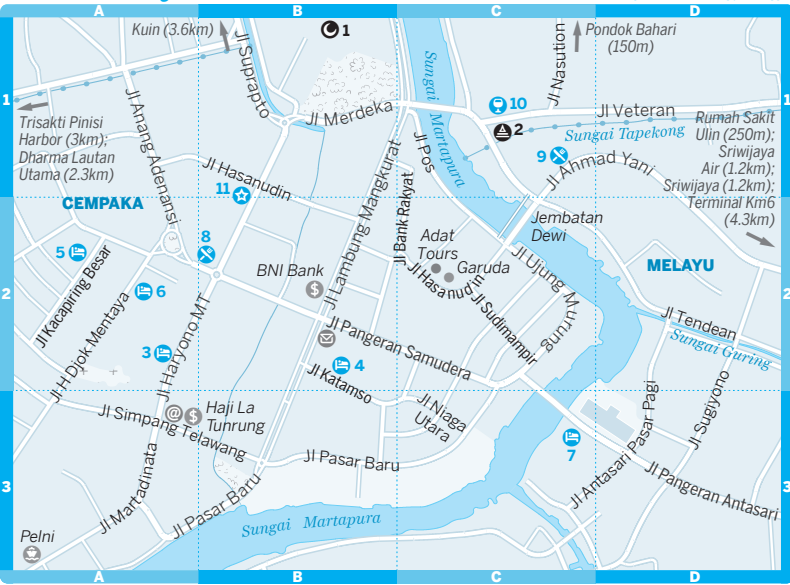 A
B
C
D
1
1
2
2
3
3
A
B
C
D
Kuin (3.6km)
1
Pondok Bahari
(150m)
Jl Nasution
Jl Suprapto
Sungai Martapura
10
Jl Veteran
Jl Anang Adenansi
Jl Merdeka
2
Sungai Tapekong
Trisakti Pinisi
Harbor (3km);
Dharma Lautan
Utama (2.3km)
Jl Pos
9
Jl Ahmad Yani
Rumah Sakit
Ulin (250m);
Sriwijaya
Air (1.2km);
Sriwijaya (1.2km);
Terminal Km6
(4.3km)
Jl Hasanudin
11
CEMPAKA
Jl Lambung Mangkurat
Jl Bank Rakyat
Jembatan
Dewi
5
8
Adat
Tours
Garuda
BNI Bank
$
Jl Hasanudin
Jl Ujung Murung
MELAYU
Jl Kacapiring Besar
6
Jl H Djok Mentaya
Jl Haryono MT
Jl Sudimampir
Jl Tendean
Sungai Guring
3
Jl Pangeran Samudera
4
Jl Katamso
Jl Niaga
Utara
Jl Simpang Telawang
@
$
Haji La
Tunrung
7
Jl Antasari Pasar Pagi
Jl Sugiyono
Jl Pangeran Antasari
Jl Pasar Baru
Jl Martadinata
Jl Pasar Baru
Sungai Martapura
Pelni